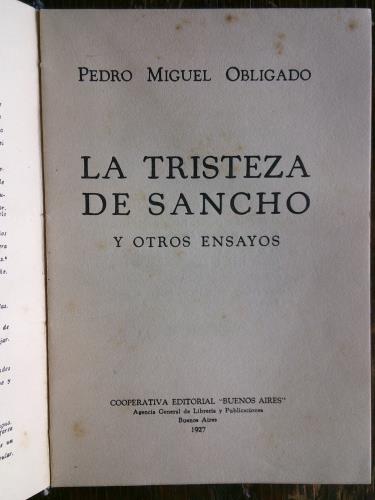 PEDRO MIGUEL OBLIGADO
LA TRISTEZA
DE SANCHO
Y OTROS ENSAYOS
COOPERATIVA EDITORIAL "BUENOS AIRES"
Agencia General de Librería y Publicaciones
Buenos Aires
1927